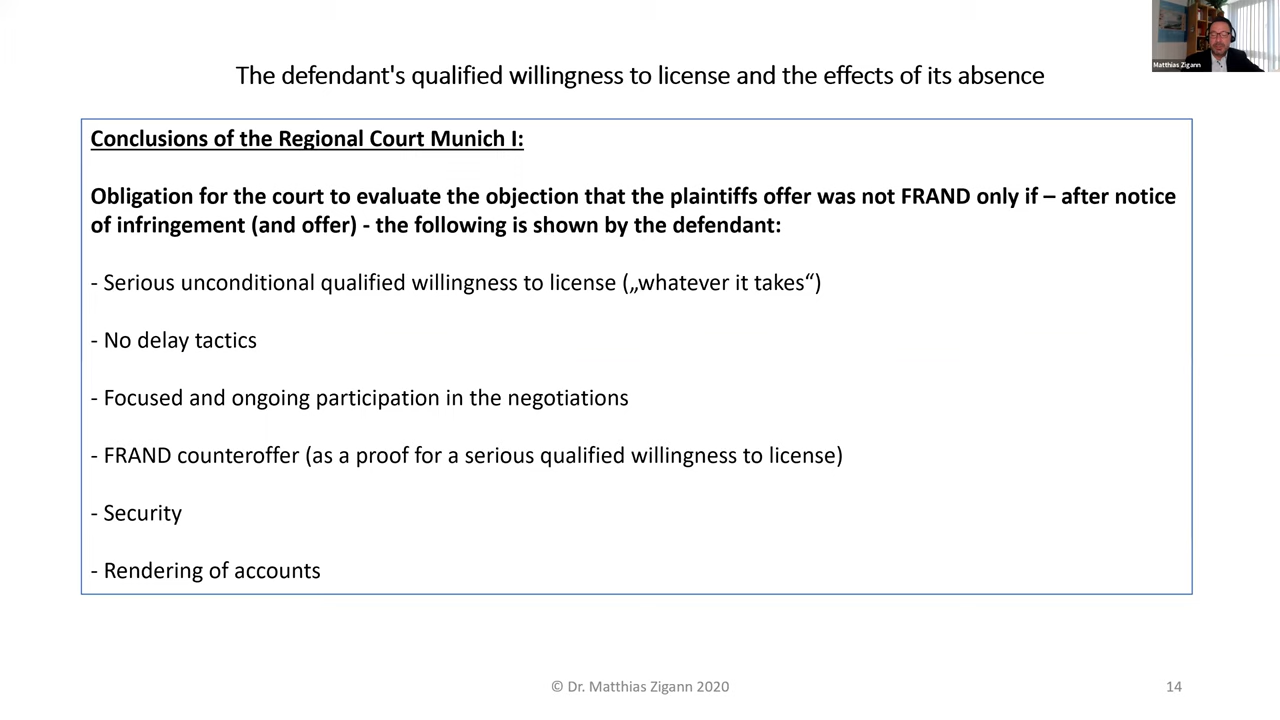 Matthias Zigann
The defendant's qualified willingness to license and the effects of its absence
Conclusions of the Regional Court Munich I:
Obligation for the court to evaluate the objection that the plaintiffs offer was not FRAND only if – after notice
of infringement (and offer) - the following is shown by the defendant:
- Serious unconditional qualified willingness to license („whatever it takes“)
- No delay tactics
- Focused and ongoing participation in the negotiations
- FRAND counteroffer (as a proof for a serious qualified willingness to license)
- Security
- Rendering of accounts
© Dr. Matthias Zigann 2020
14